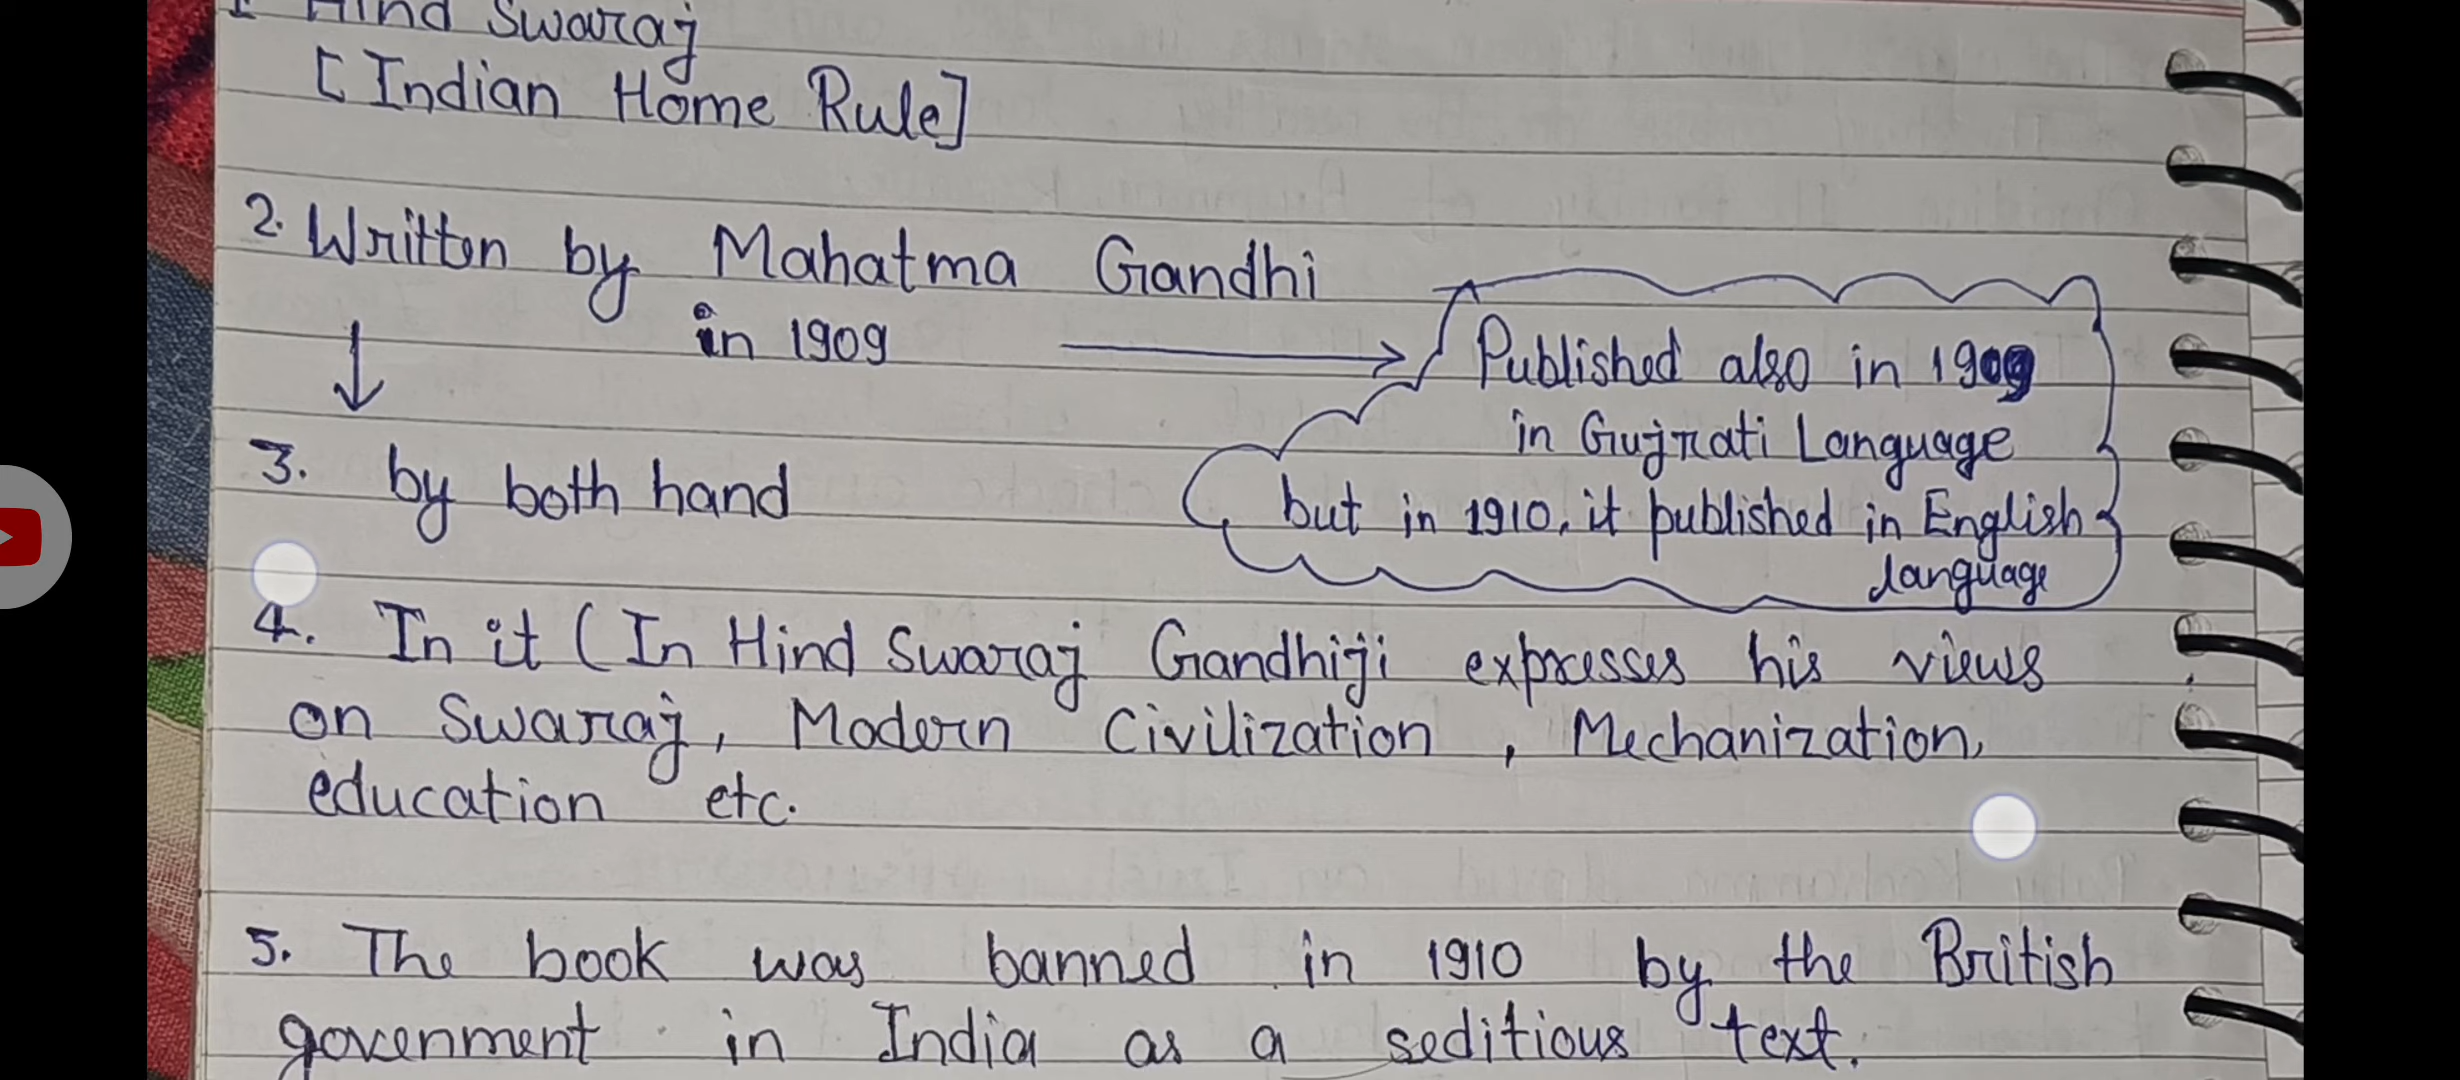 1 Hind Swaraj
[Indian Home Rule]
2. Written by Mahatma Gandhi
in 1909
Published also in 1909
in Gujrati Language
but in 1910, it published in English
language
3. by both hand
4. In it (In Hind Swaraj Gandhiji expresses his views
on Swaraj, Modern Civilization, Mechanization,
education etc.
5. The book was banned in 1910 by the British
govenment in India as a seditious text.